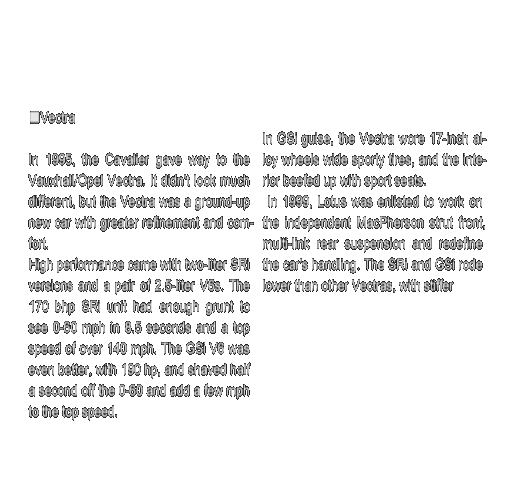 Vectra
In 1995, the Cavalier gave way to the
Vauxhall/Opel Vectra. It didn't look much
different, but the Vectra was a ground-up
new car with greater refinement and com-
fort.
High performance came with two-liter SRi
versions and a pair of 2.5-liter V6s. The
170 bhp SRi unit had enough grunt to
see 0-60 mph in 8.5 seconds and a top
speed of over 140 mph. The GSi V6 was
even better, with 190 hp, and shaved half
a second off the 0-60 and add a few mph
to the top speed.
In GSi guise, the Vectra wore 17-inch al-
loy wheels wide sporty tires, and the inte-
rior beefed up with sport seats.
In 1999, Lotus was enlisted to work on
the independent MacPherson strut front,
multi-link rear suspension and redefine
the car's handling. The SRi and GSi rode
lower than other Vectras, with stiffer